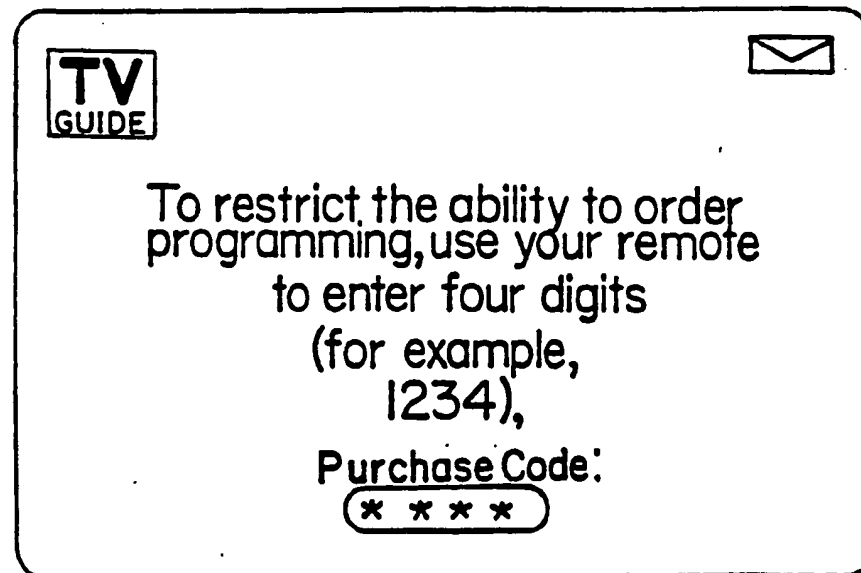 TV
GUIDE
To restrict the ability to order
programming, use your remote
to enter four digits
(for example,
1234),
Purchase Code:
* * * *